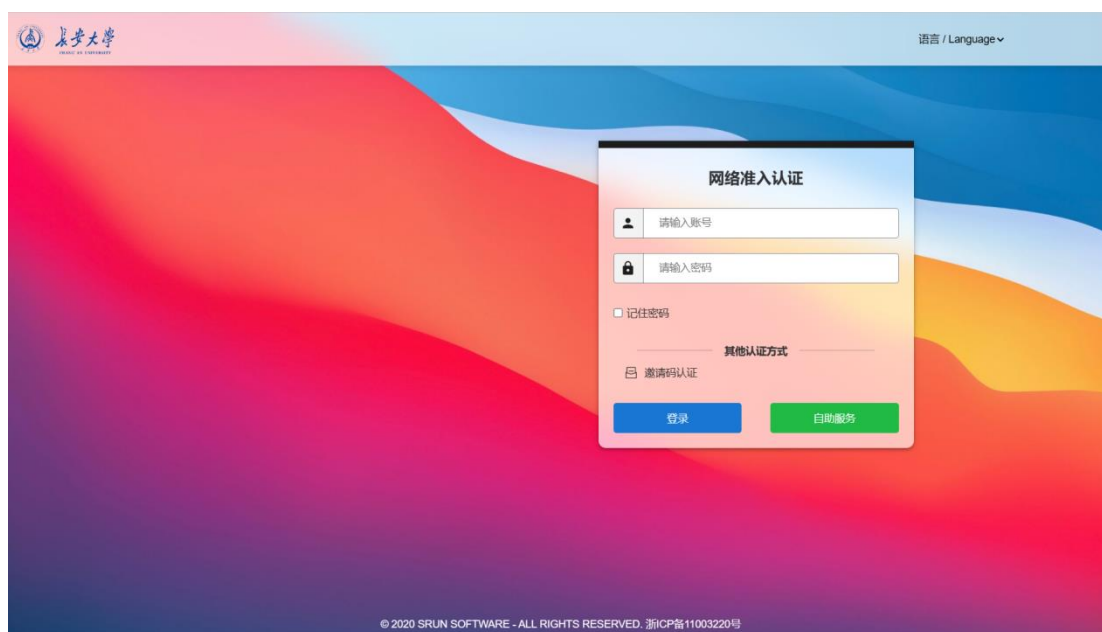 长安大学
CHANG'AN UNIVERSITY
语言 / Language
网络准入认证
请输入账号
请输入密码
记住密码
其他认证方式
邀请码认证
登录
自助服务
© 2020 SRUN SOFTWARE - ALL RIGHTS RESERVED. 浙ICP备11003220号